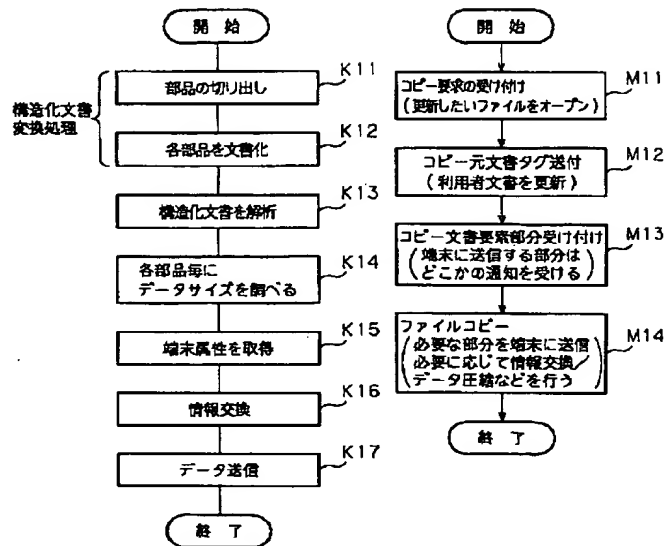 開始
K11
部品の切り出し
構造化文書
変換処理
K12
各部品を文書化
K13
構造化文書を解析
K14
各部品毎に
データサイズを調べる
K15
端末属性を取得
K16
情報交換
K17
データ送信
終了
開始
M11
コピー要求の受け付け
(更新したいファイルをオープン)
M12
コピー元文書タグ送付
(利用者文書を更新)
M13
コピー文書要素部分受け付け
(端末に送信する部分は
どこかの通知を受ける)
M14
ファイルコピー
(必要な部分を端末に送信
必要に応じて情報交換/
データ圧縮などを行う)
終了